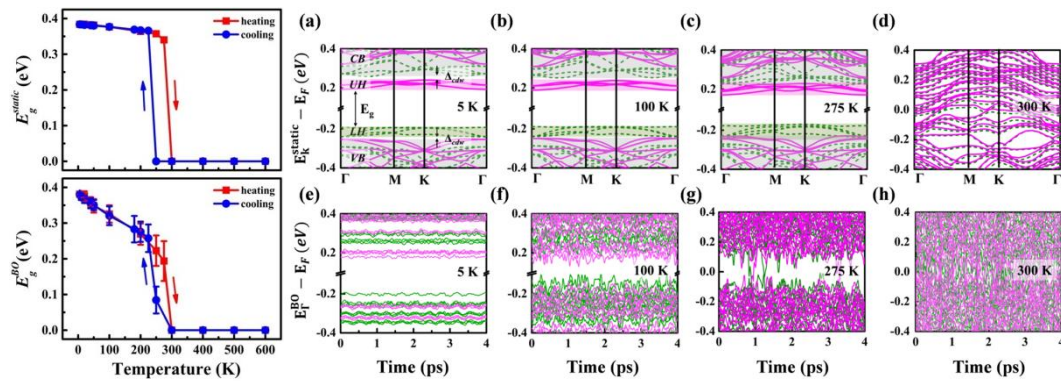 E_g^static (eV)
0.4
0.3
0.2
0.1
0.0
heating
cooling
0 100 200 300 400 500 600
E_g^BO (eV)
0.4
0.3
0.2
0.1
0.0
heating
cooling
0 100 200 300 400 500 600
Temperature (K)
(a) (b) (c) (d)
E_k^static − E_F (eV)
0.4
0.2
-0.2
-0.4
CB
UH
E_g
LH
VB
Δ_cdw
Δ_cdw
5 K
Γ M K Γ
0.4
0.2
-0.2
-0.4
100 K
Γ M K Γ
0.4
0.2
-0.2
-0.4
275 K
Γ M K Γ
0.4
0.2
0.0
-0.2
-0.4
300 K
Γ M K Γ
(e) (f) (g) (h)
E_Γ^BO − E_F (eV)
0.4
0.2
-0.2
-0.4
5 K
0 1 2 3 4
Time (ps)
0.4
0.2
-0.2
-0.4
100 K
0 1 2 3 4
Time (ps)
0.4
0.2
0.0
-0.2
-0.4
275 K
0 1 2 3 4
Time (ps)
0.4
0.2
0.0
-0.2
-0.4
300 K
0 1 2 3 4
Time (ps)